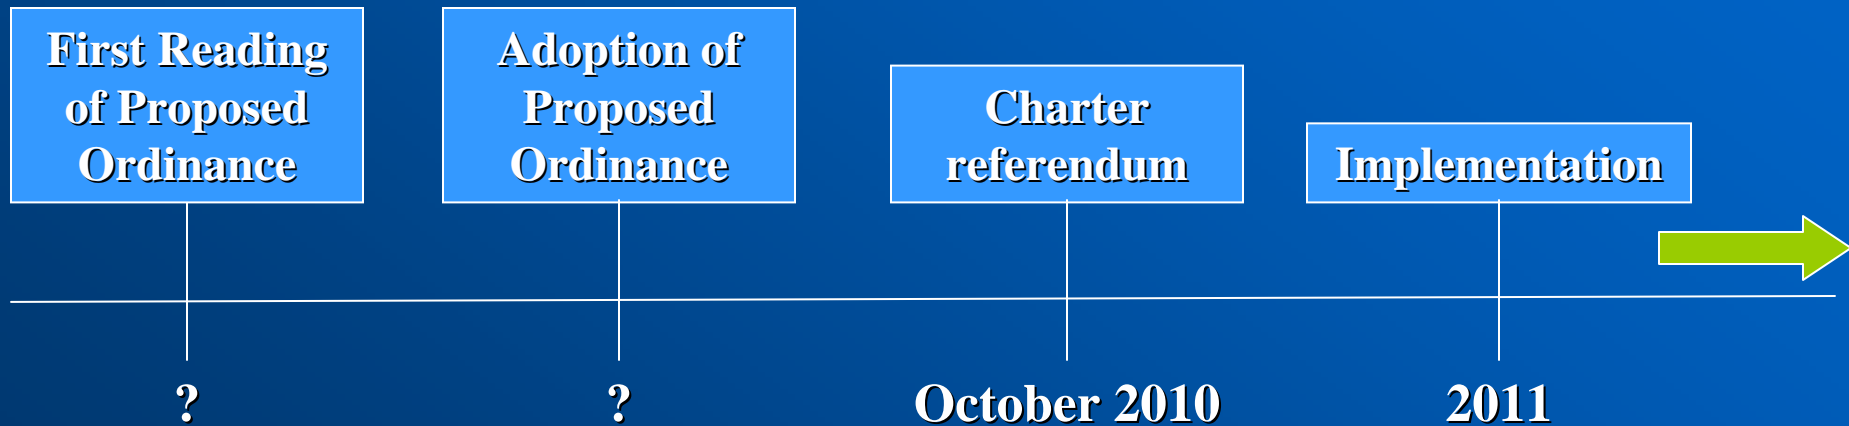 First Reading
of Proposed
Ordinance
Adoption of
Proposed
Ordinance
Charter
referendum
Implementation
?
?
October 2010
2011